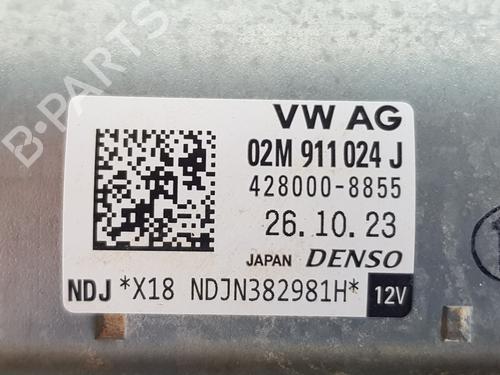 VW AG
02M 911 024 J
428000-8855
26.10.23
JAPAN DENSO
NDJ *X18 NDJN382981H* 12V
B-PARTS